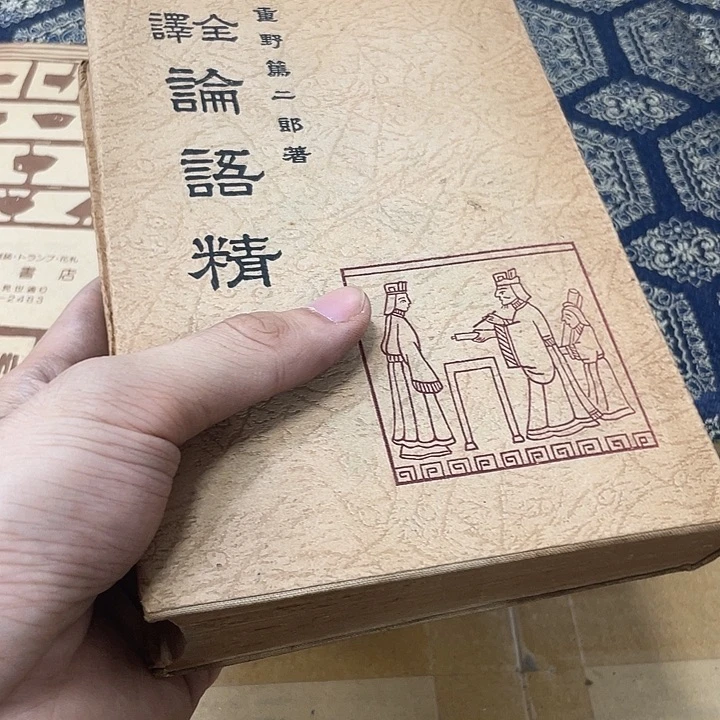 重野篤二郎著
全譯
論語精
・トランプ・花札
書店
-2483